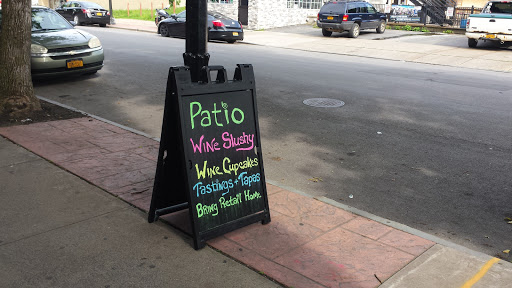 Patio
Wine Slushy
Wine Cupcakes
Tastings + Tapas
Bring Retail Home